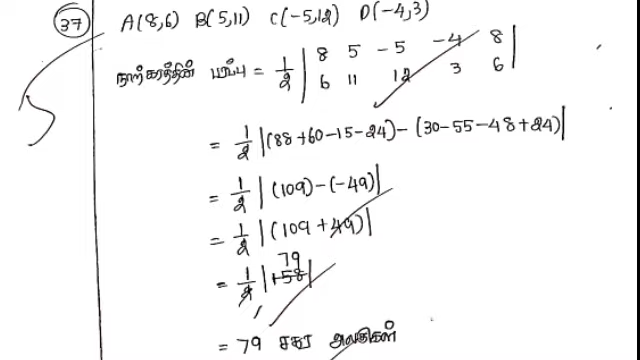 37 A(8,6) B(5,11) C(-5,12) D(-4,3)
நாற்கரத்தின் பரப்பு = 1/2 | 8 5 -5 -4 8 |
6 11 12 3 6
= 1/2 |(88+60-15-24)-(30-55-48+24)|
= 1/2 |(109)-(-49)|
= 1/2 |(109+49)|
79
= 1/2 |158|
= 79 சதுர அலகுகள்